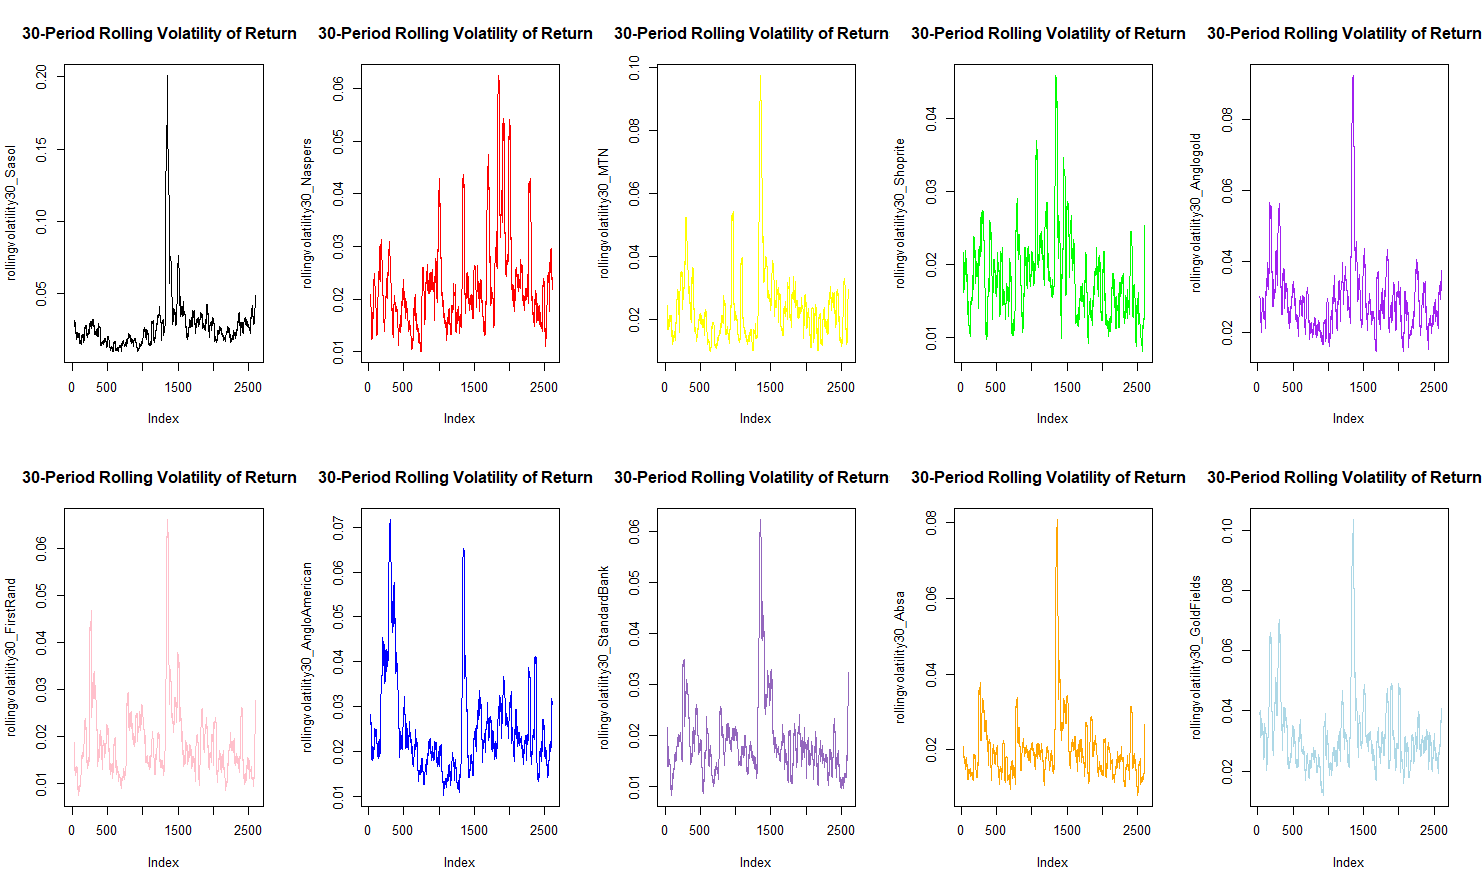 30-Period Rolling Volatility of Return
rollingvolatility30_Sasol
0.20
0.15
0.10
0.05
0 500 1500 2500
Index
30-Period Rolling Volatility of Return
rollingvolatility30_Naspers
0.06
0.05
0.04
0.03
0.02
0.01
0 500 1500 2500
Index
30-Period Rolling Volatility of Return
rollingvolatility30_MTN
0.10
0.08
0.06
0.04
0.02
0 500 1500 2500
Index
30-Period Rolling Volatility of Return
rollingvolatility30_Shoprite
0.04
0.03
0.02
0.01
0 500 1500 2500
Index
30-Period Rolling Volatility of Return
rollingvolatility30_Anglogold
0.08
0.06
0.04
0.02
0 500 1500 2500
Index
30-Period Rolling Volatility of Return
rollingvolatility30_FirstRand
0.06
0.05
0.04
0.03
0.02
0.01
0 500 1500 2500
Index
30-Period Rolling Volatility of Return
rollingvolatility30_AngloAmerican
0.07
0.06
0.05
0.04
0.03
0.02
0.01
0 500 1500 2500
Index
30-Period Rolling Volatility of Return
rollingvolatility30_StandardBank
0.06
0.05
0.04
0.03
0.02
0.01
0 500 1500 2500
Index
30-Period Rolling Volatility of Return
rollingvolatility30_Absa
0.08
0.06
0.04
0.02
0 500 1500 2500
Index
30-Period Rolling Volatility of Return
rollingvolatility30_GoldFields
0.10
0.08
0.06
0.04
0.02
0 500 1500 2500
Index